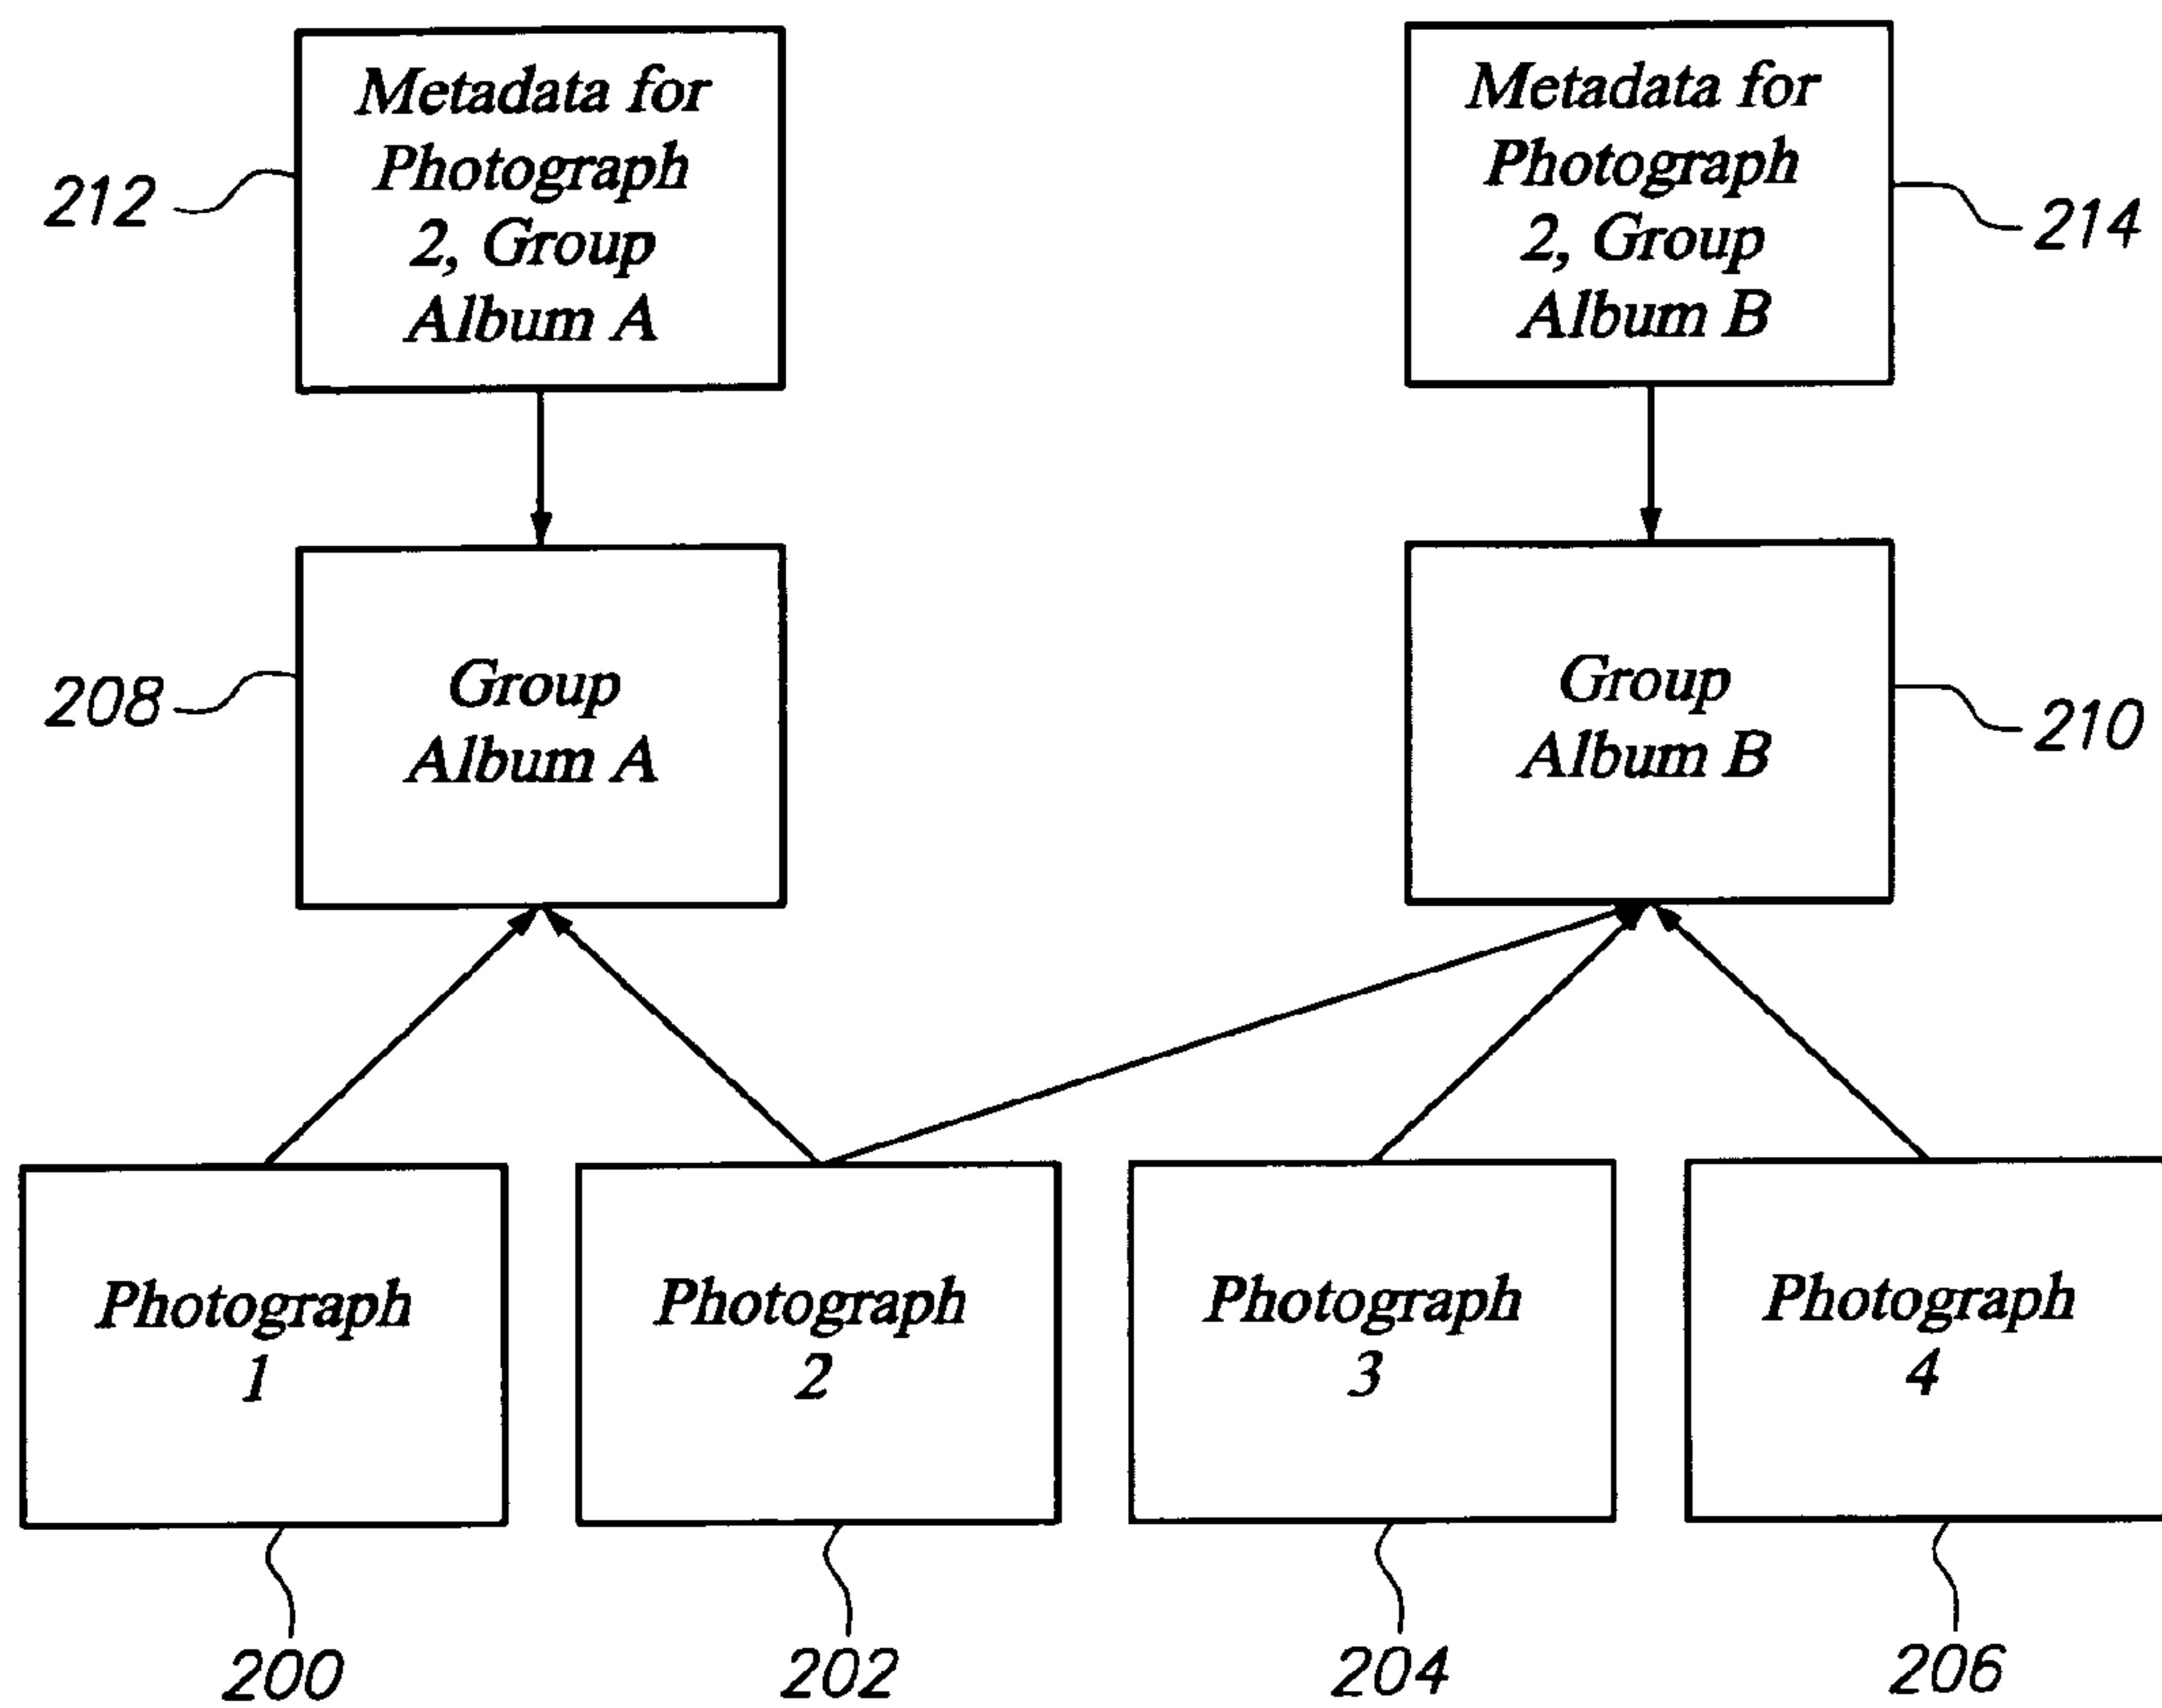 Metadata for
Photograph
2, Group
Album A
212
Metadata for
Photograph
2, Group
Album B
214
Group
Album A
208
Group
Album B
210
Photograph
1
Photograph
2
Photograph
3
Photograph
4
200
202
204
206